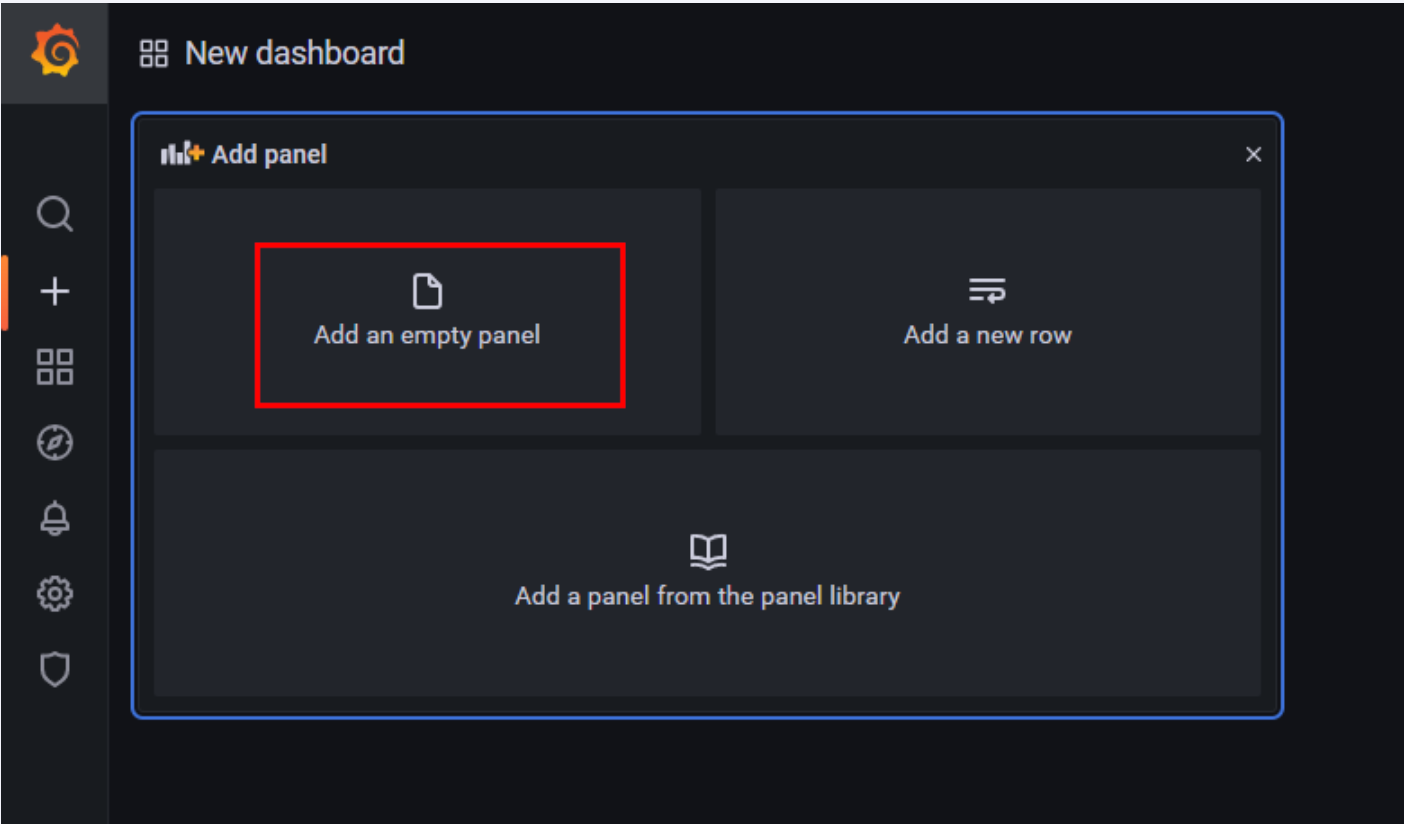 New dashboard
Add panel
Add an empty panel
Add a new row
Add a panel from the panel library